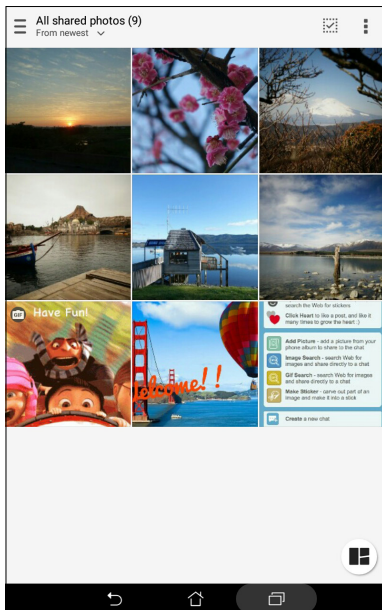 All shared photos (9)
From newest
GIF Have Fun!
Welcome!!
search the Web for stickers
Click Heart to like a post, and like it
many times to grow the heart :)
Add Picture - add a picture from your
phone album to share to the chat
Image Search - search Web for
images and share directly to a chat
Gif Search - search Web for images
and share directly to a chat
Make Sticker - carve out part of an
image and make it into a stick
Create a new chat